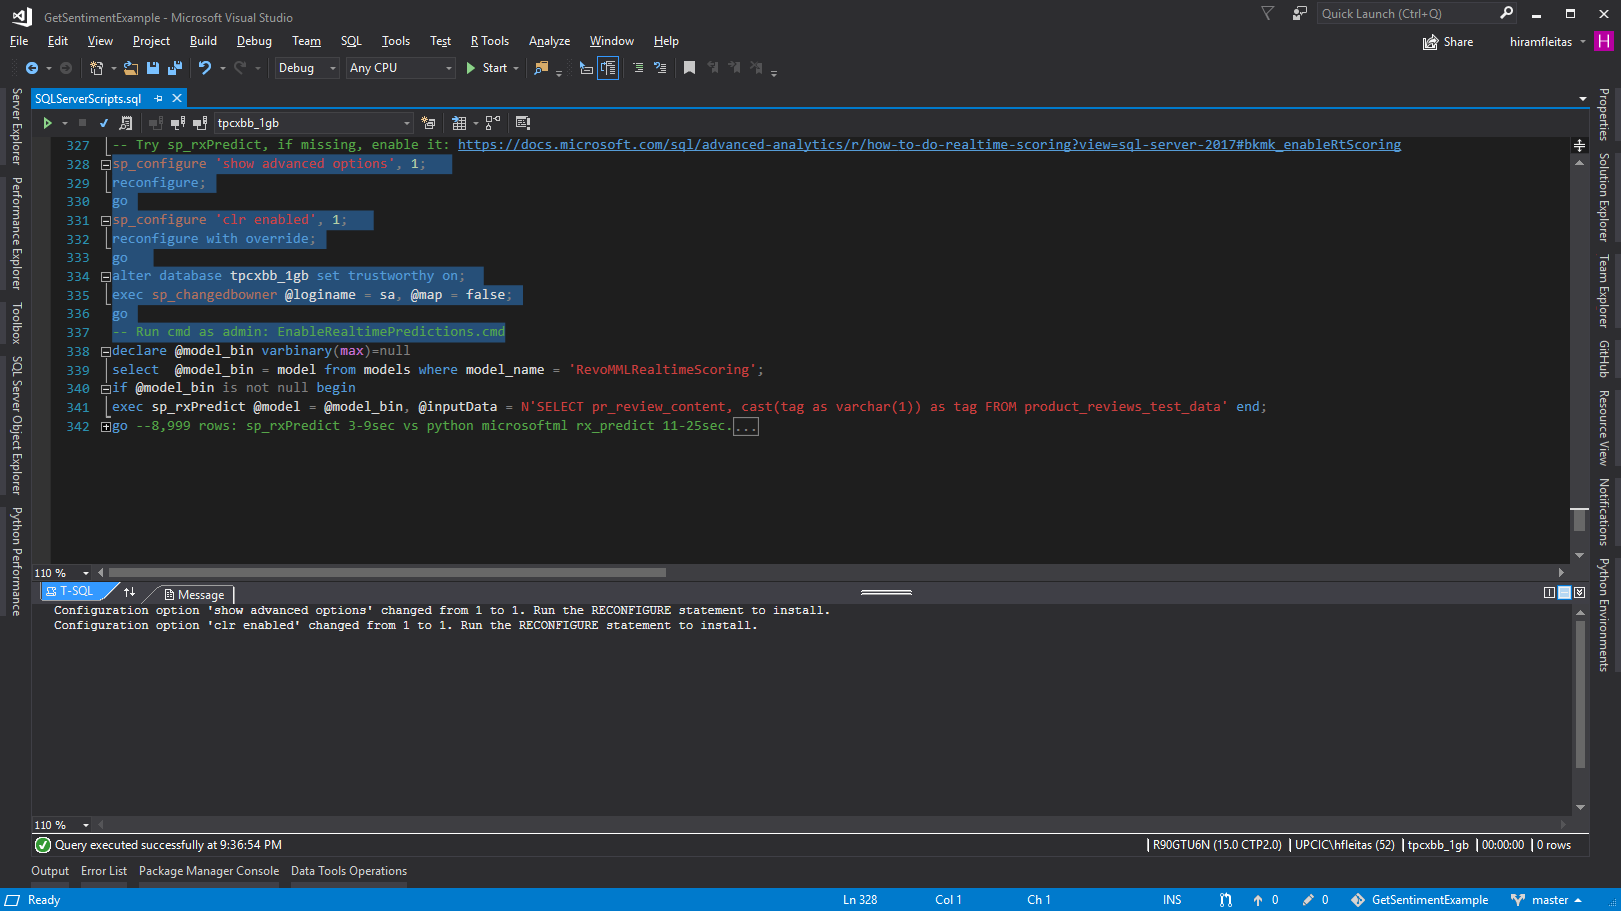 GetSentimentExample - Microsoft Visual Studio
Quick Launch (Ctrl+Q)
File Edit View Project Build Debug Team SQL Tools Test R Tools Analyze Window Help
Share
hiramfleitas
H
Debug
Any CPU
Start
SQLServerScripts.sql
tpcxbb_1gb
Server Explorer
Performance Explorer
Toolbox
SQL Server Object Explorer
Python Performance
327 -- Try sp_rxPredict, if missing, enable it: https://docs.microsoft.com/sql/advanced-analytics/r/how-to-do-realtime-scoring?view=sql-server-2017#bkmk_enableRtScoring
328 sp_configure 'show advanced options', 1;
329 reconfigure;
330 go
331 sp_configure 'clr enabled', 1;
332 reconfigure with override;
333 go
334 alter database tpcxbb_1gb set trustworthy on;
335 exec sp_changedbowner @loginame = sa, @map = false;
336 go
337 -- Run cmd as admin: EnableRealtimePredictions.cmd
338 declare @model_bin varbinary(max)=null
339 select  @model_bin = model from models where model_name = 'RevoMMLRealtimeScoring';
340 if @model_bin is not null begin
341 exec sp_rxPredict @model = @model_bin, @inputData = N'SELECT pr_review_content, cast(tag as varchar(1)) as tag FROM product_reviews_test_data' end;
342 go --8,999 rows: sp_rxPredict 3-9sec vs python microsoftml rx_predict 11-25sec....
Properties
Solution Explorer
Team Explorer
GitHub
Resource View
Notifications
Python Environments
110 %
T-SQL
Message
Configuration option 'show advanced options' changed from 1 to 1. Run the RECONFIGURE statement to install.
Configuration option 'clr enabled' changed from 1 to 1. Run the RECONFIGURE statement to install.
110 %
Query executed successfully at 9:36:54 PM
R90GTU6N (15.0 CTP2.0) | UPCIC\hfleitas (52) | tpcxbb_1gb | 00:00:00 | 0 rows
Output Error List Package Manager Console Data Tools Operations
Ready
Ln 328 Col 1 Ch 1 INS 0 0 GetSentimentExample master